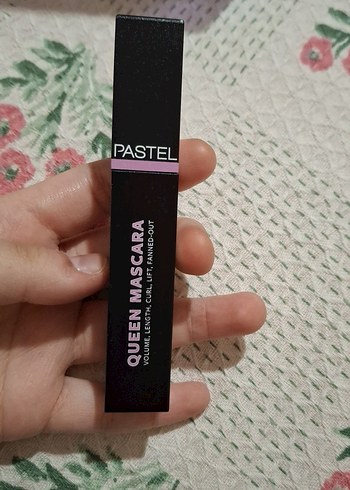 PASTEL
QUEEN MASCARA
VOLUME, LENGTH, CURL, LIFT, FANNED-OUT